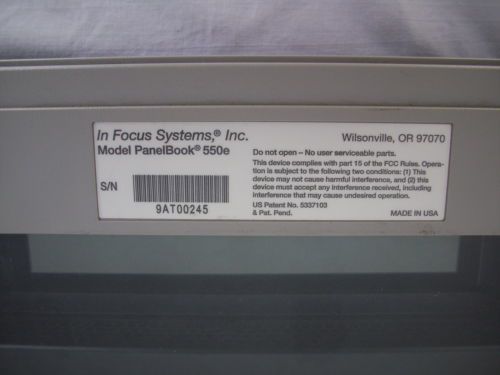 In Focus Systems,® Inc.
Wilsonville, OR 97070
Model PanelBook® 550e
Do not open – No user serviceable parts.
This device complies with part 15 of the FCC Rules. Opera-
tion is subject to the following two conditions: (1) This
device may not cause harmful interference, and (2) this
device must accept any interference received, including
interference that may cause undesired operation.
US Patent No. 5337103
& Pat. Pend.
MADE IN USA
S/N
9AT00245